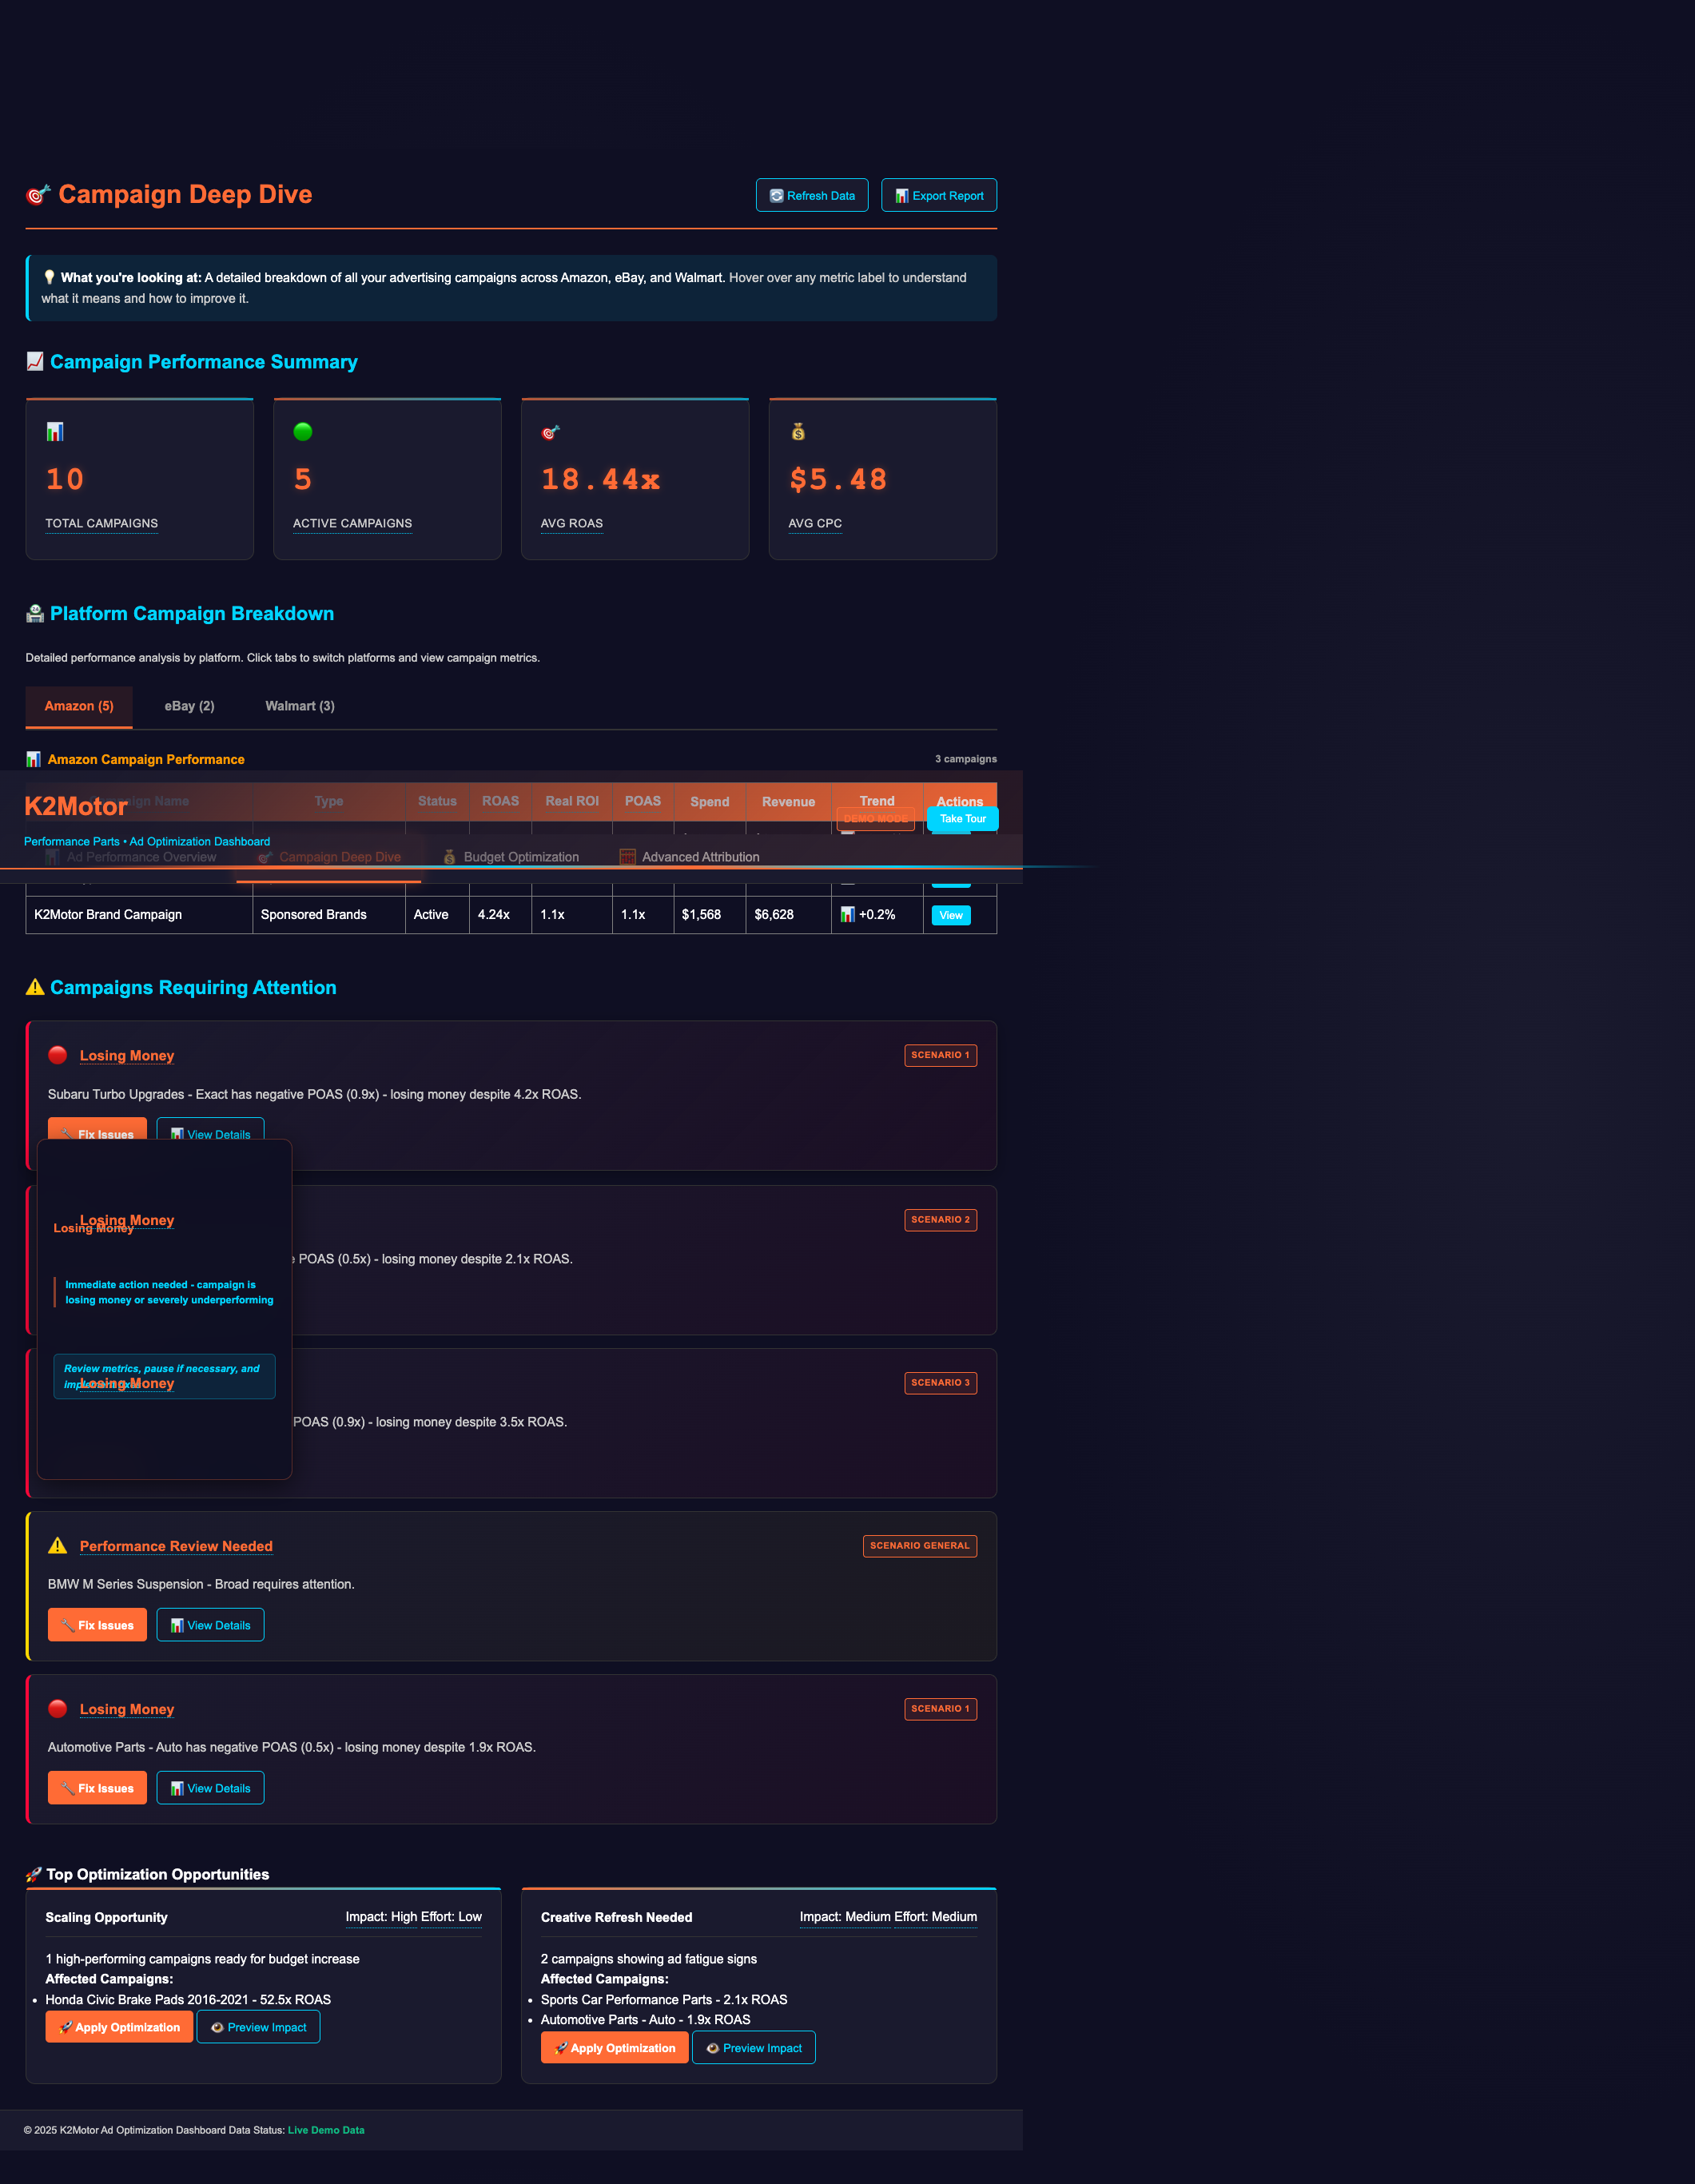 🎯 Campaign Deep Dive
🔄 Refresh Data
📊 Export Report
💡 What you're looking at: A detailed breakdown of all your advertising campaigns across Amazon, eBay, and Walmart. Hover over any metric label to understand
what it means and how to improve it.
📈 Campaign Performance Summary
10
TOTAL CAMPAIGNS
5
ACTIVE CAMPAIGNS
18.44x
AVG ROAS
$5.48
AVG CPC
Platform Campaign Breakdown
Detailed performance analysis by platform. Click tabs to switch platforms and view campaign metrics.
Amazon (5)
eBay (2)
Walmart (3)
📊 Amazon Campaign Performance
3 campaigns
Name Type Status ROAS Real ROI POAS Spend Revenue Trend Actions
K2Motor
DEMO MODE
Take Tour
Performance Parts • Ad Optimization Dashboard
Ad Performance Overview
Campaign Deep Dive
Budget Optimization
Advanced Attribution
K2Motor Brand Campaign Sponsored Brands Active 4.24x 1.1x 1.1x $1,568 $6,628 📊 +0.2% View
⚠️ Campaigns Requiring Attention
Losing Money
SCENARIO 1
Subaru Turbo Upgrades - Exact has negative POAS (0.9x) - losing money despite 4.2x ROAS.
🔧 Fix Issues
📊 View Details
Losing Money
SCENARIO 2
Losing Money
POAS (0.5x) - losing money despite 2.1x ROAS.
Immediate action needed - campaign is
losing money or severely underperforming
Review metrics, pause if necessary, and
Losing Money
SCENARIO 3
POAS (0.9x) - losing money despite 3.5x ROAS.
Performance Review Needed
SCENARIO GENERAL
BMW M Series Suspension - Broad requires attention.
🔧 Fix Issues
📊 View Details
Losing Money
SCENARIO 1
Automotive Parts - Auto has negative POAS (0.5x) - losing money despite 1.9x ROAS.
🔧 Fix Issues
📊 View Details
🚀 Top Optimization Opportunities
Scaling Opportunity
Impact: High Effort: Low
1 high-performing campaigns ready for budget increase
Affected Campaigns:
• Honda Civic Brake Pads 2016-2021 - 52.5x ROAS
🚀 Apply Optimization
👁️ Preview Impact
Creative Refresh Needed
Impact: Medium Effort: Medium
2 campaigns showing ad fatigue signs
Affected Campaigns:
• Sports Car Performance Parts - 2.1x ROAS
• Automotive Parts - Auto - 1.9x ROAS
🚀 Apply Optimization
👁️ Preview Impact
© 2025 K2Motor Ad Optimization Dashboard Data Status: Live Demo Data